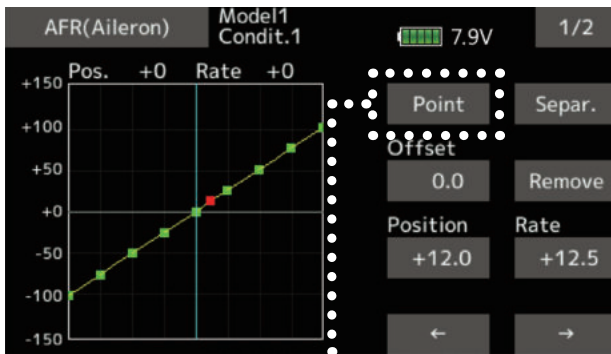 AFR(Aileron)
Model1
Condit.1
7.9V
1/2
Pos. +0 Rate +0
+150
+100
+50
+0
-50
-100
-150
Point
Separ.
Offset
0.0
Remove
Position
Rate
+12.0
+12.5
←
→